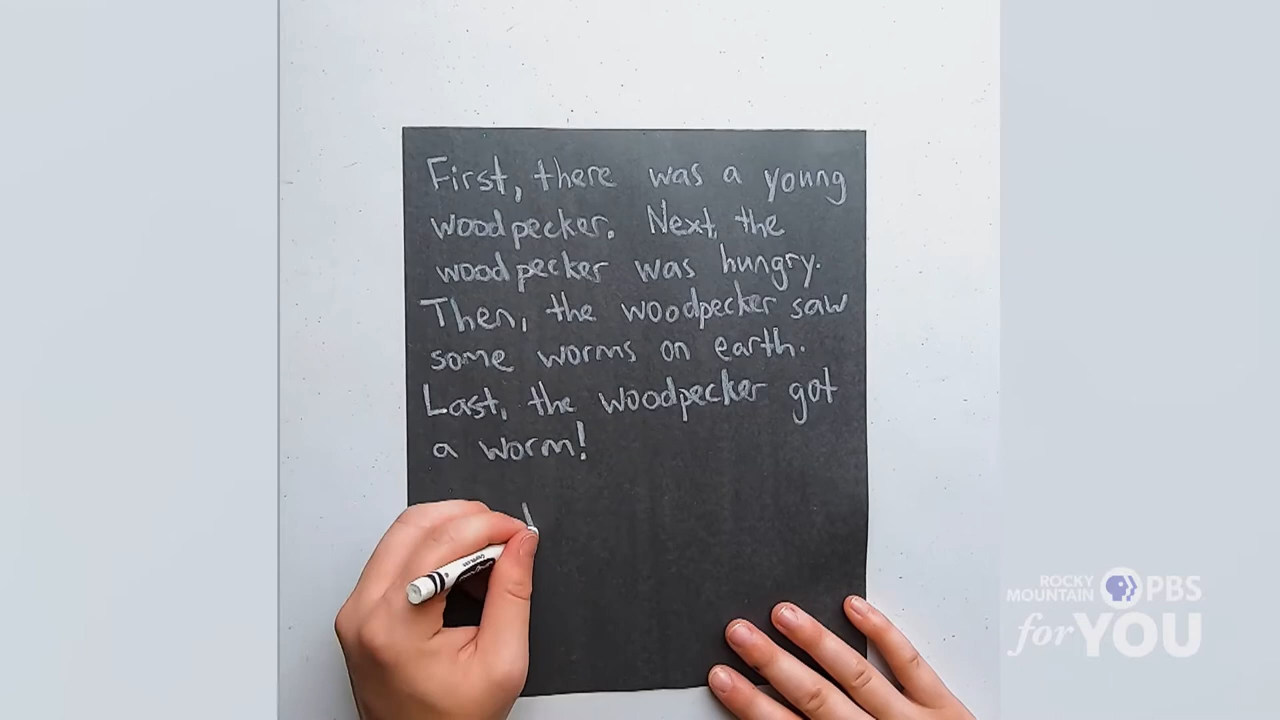 First, there was a young
woodpecker. Next, the
woodpecker was hungry.
Then, the woodpecker saw
some worms on earth.
Last, the woodpecker got
a worm!
ROCKY
MOUNTAIN PBS
for YOU